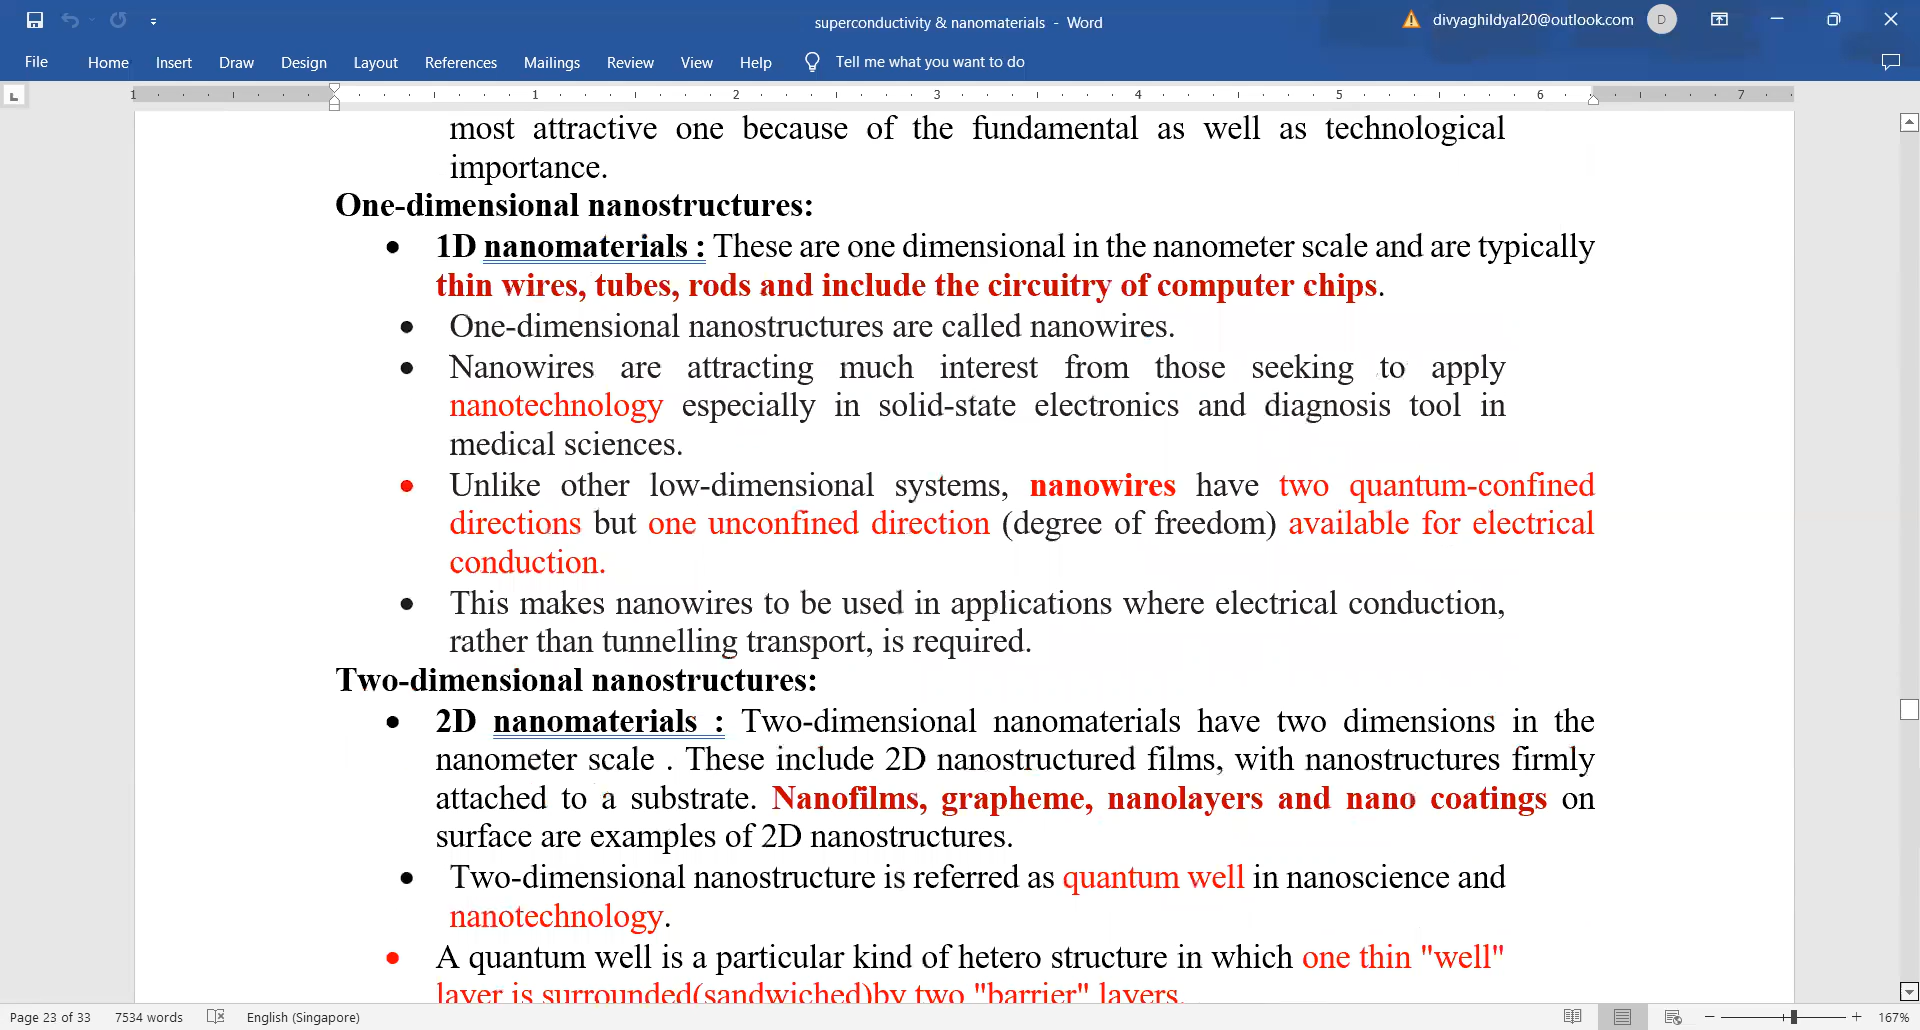 superconductivity & nanomaterials - Word
divyaghildyal20@outlook.com
D
File Home Insert Draw Design Layout References Mailings Review View Help Tell me what you want to do
1 1 2 3 4 5 6 7
most attractive one because of the fundamental as well as technological
importance.
One-dimensional nanostructures:
• 1D nanomaterials : These are one dimensional in the nanometer scale and are typically
thin wires, tubes, rods and include the circuitry of computer chips.
• One-dimensional nanostructures are called nanowires.
• Nanowires are attracting much interest from those seeking to apply
nanotechnology especially in solid-state electronics and diagnosis tool in
medical sciences.
• Unlike other low-dimensional systems, nanowires have two quantum-confined
directions but one unconfined direction (degree of freedom) available for electrical
conduction.
• This makes nanowires to be used in applications where electrical conduction,
rather than tunnelling transport, is required.
Two-dimensional nanostructures:
• 2D nanomaterials : Two-dimensional nanomaterials have two dimensions in the
nanometer scale . These include 2D nanostructured films, with nanostructures firmly
attached to a substrate. Nanofilms, grapheme, nanolayers and nano coatings on
surface are examples of 2D nanostructures.
• Two-dimensional nanostructure is referred as quantum well in nanoscience and
nanotechnology.
• A quantum well is a particular kind of hetero structure in which one thin "well"
layer is surrounded(sandwiched)by two "barrier" layers.
Page 23 of 33 7534 words English (Singapore) 167%